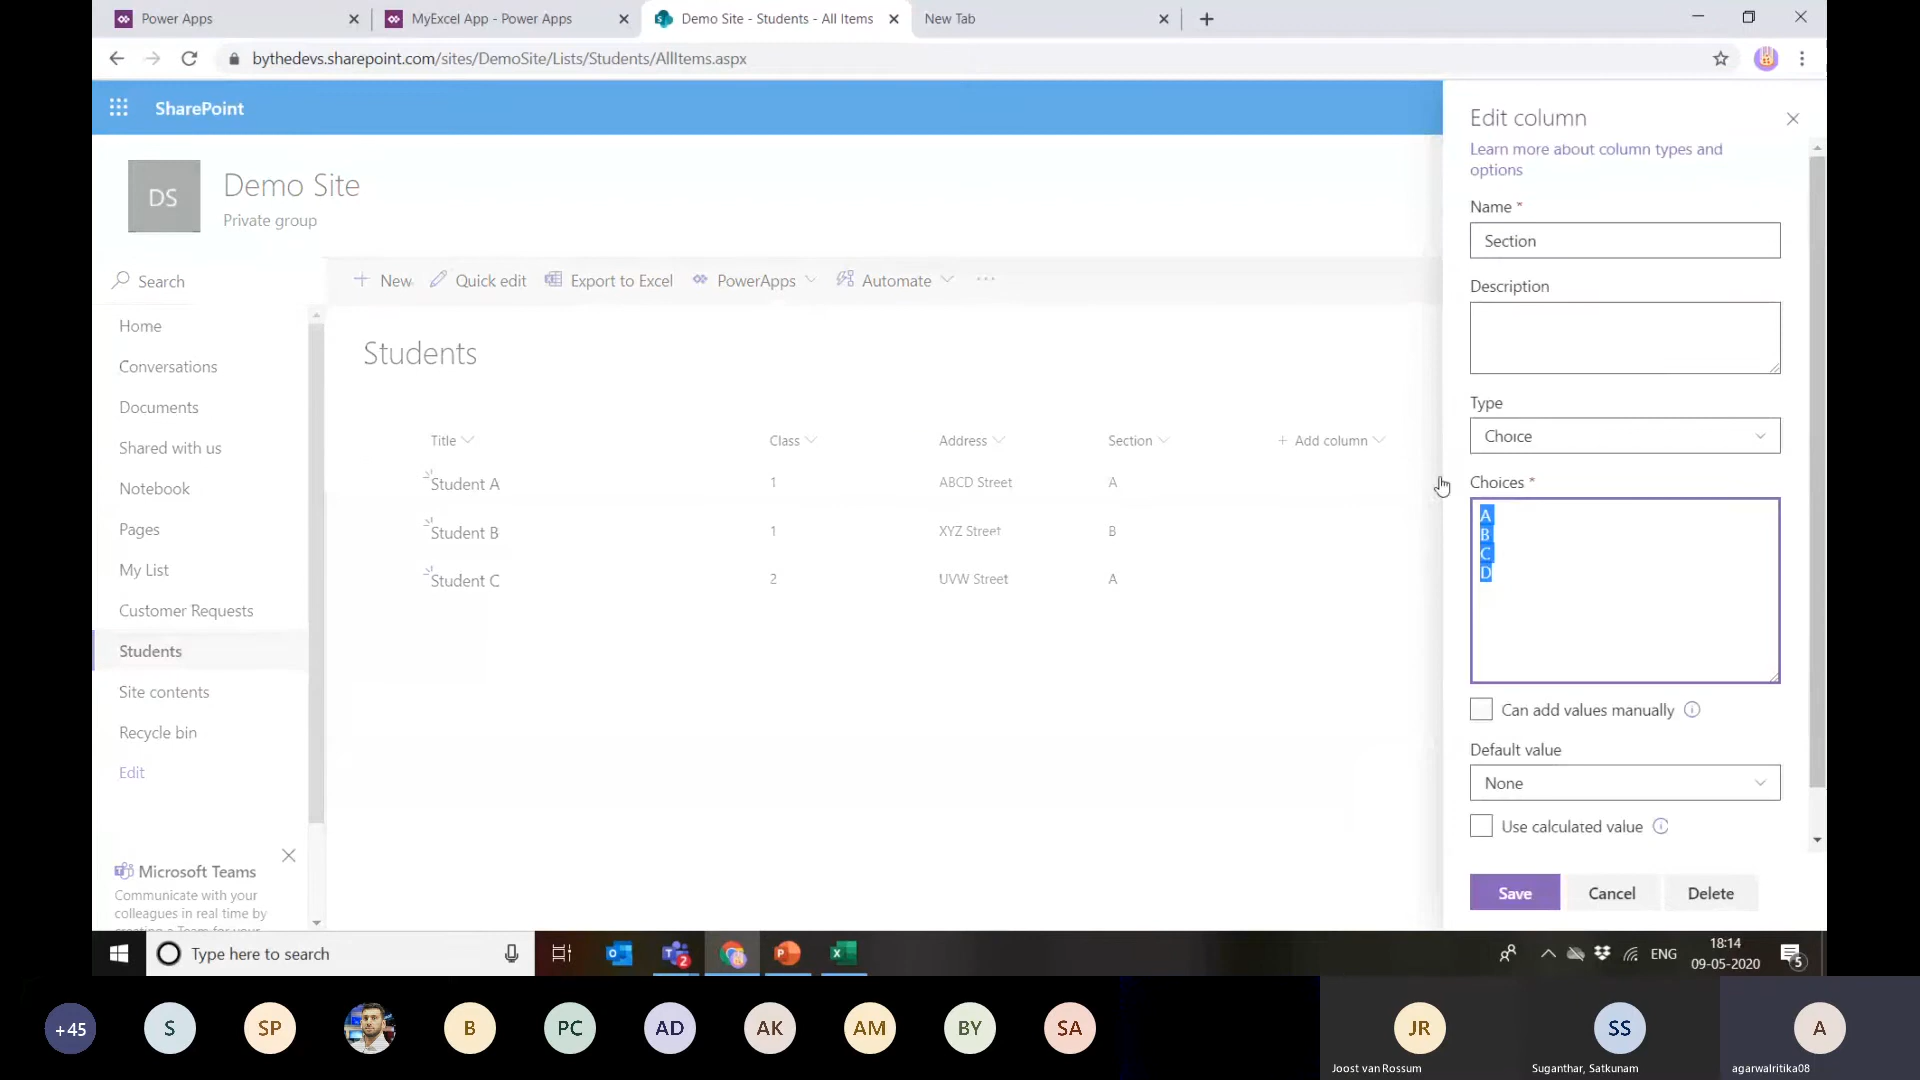 Power Apps
MyExcel App - Power Apps
Demo Site - Students - All Items
New Tab
bythedevs.sharepoint.com/sites/DemoSite/Lists/Students/AllItems.aspx
SharePoint
DS
Demo Site
Private group
Search
New
Quick edit
Export to Excel
PowerApps
Automate
Home
Conversations
Documents
Shared with us
Notebook
Pages
My List
Customer Requests
Students
Site contents
Recycle bin
Edit
Microsoft Teams
Communicate with your
colleagues in real time by
creating a Team for your
Students
Title Class Address Section + Add column
Student A 1 ABCD Street A
Student B 1 XYZ Street B
Student C 2 UVW Street A
Edit column
Learn more about column types and
options
Name *
Section
Description
Type
Choice
Choices *
A
B
C
D
Can add values manually
Default value
None
Use calculated value
Save Cancel Delete
Type here to search
2
ENG
18:14
09-05-2020
5
+45
S
SP
B
PC
AD
AK
AM
BY
SA
JR
Joost van Rossum
SS
Suganthar, Satkunam
A
agarwalritika08